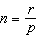 n = r/p